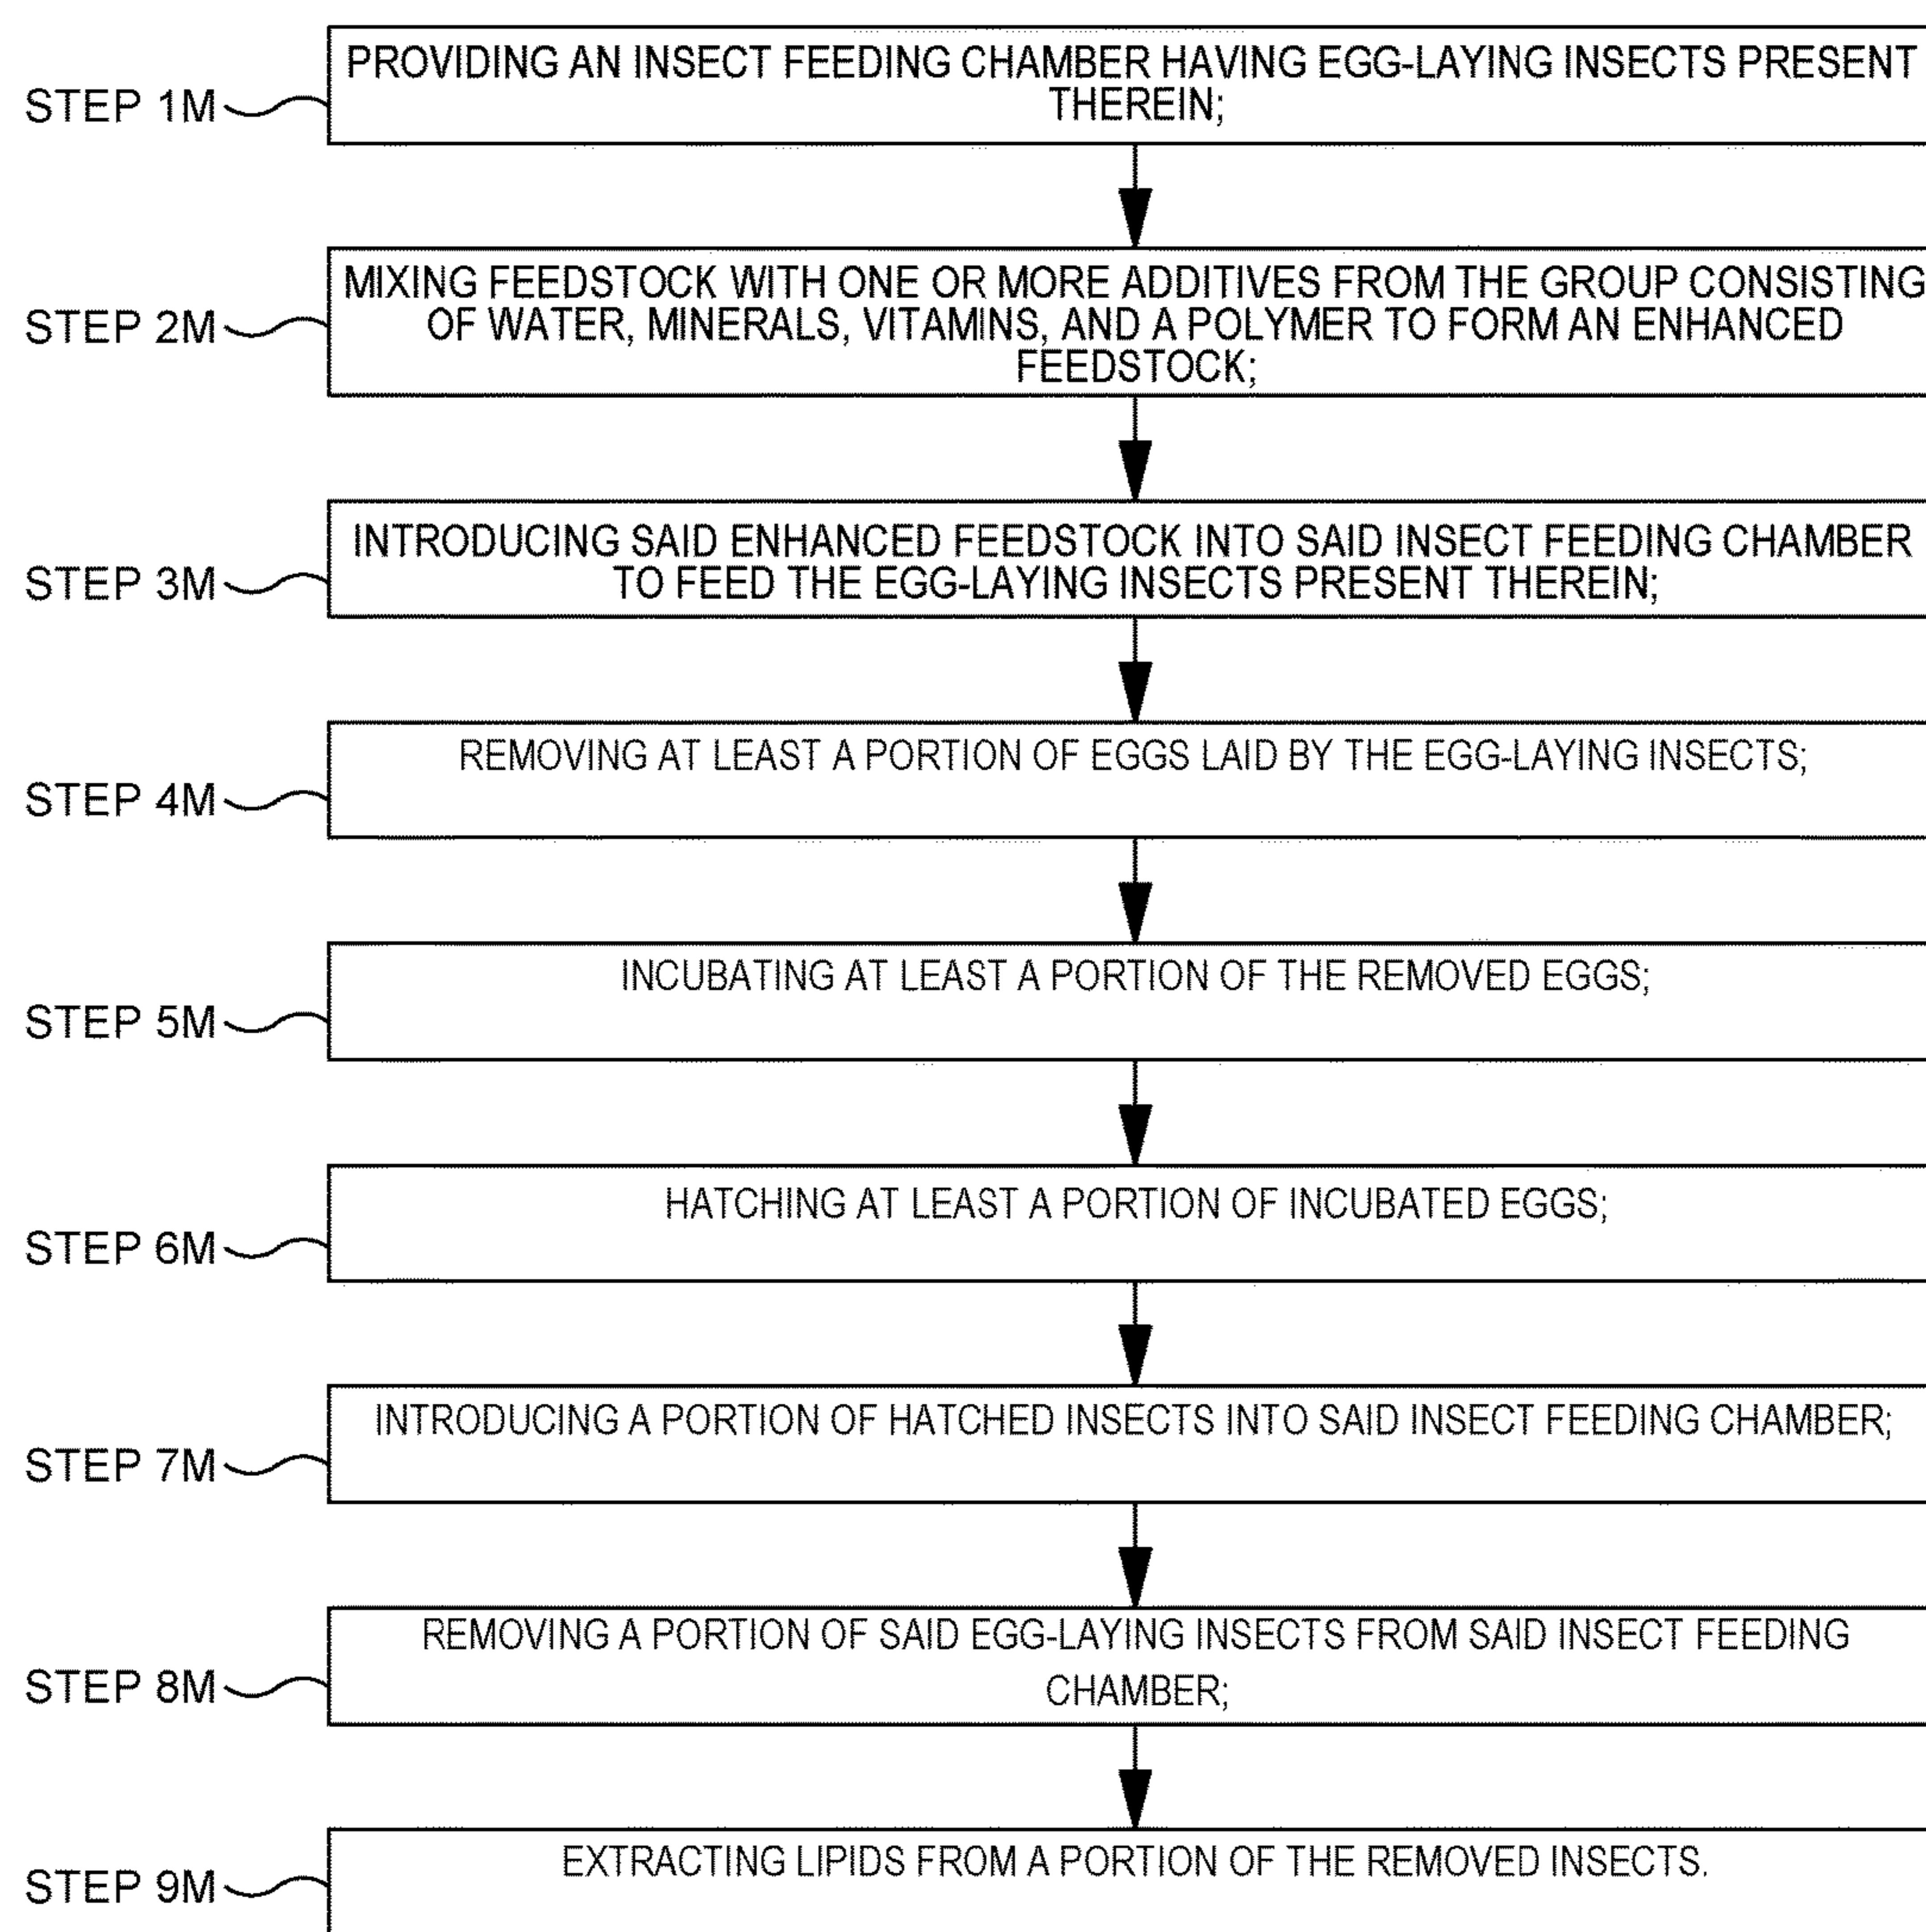 STEP 1M
PROVIDING AN INSECT FEEDING CHAMBER HAVING EGG-LAYING INSECTS PRESENT
THEREIN;
STEP 2M
MIXING FEEDSTOCK WITH ONE OR MORE ADDITIVES FROM THE GROUP CONSISTING
OF WATER, MINERALS, VITAMINS, AND A POLYMER TO FORM AN ENHANCED
FEEDSTOCK;
STEP 3M
INTRODUCING SAID ENHANCED FEEDSTOCK INTO SAID INSECT FEEDING CHAMBER
TO FEED THE EGG-LAYING INSECTS PRESENT THEREIN;
STEP 4M
REMOVING AT LEAST A PORTION OF EGGS LAID BY THE EGG-LAYING INSECTS;
STEP 5M
INCUBATING AT LEAST A PORTION OF THE REMOVED EGGS;
STEP 6M
HATCHING AT LEAST A PORTION OF INCUBATED EGGS;
STEP 7M
INTRODUCING A PORTION OF HATCHED INSECTS INTO SAID INSECT FEEDING CHAMBER;
STEP 8M
REMOVING A PORTION OF SAID EGG-LAYING INSECTS FROM SAID INSECT FEEDING
CHAMBER;
STEP 9M
EXTRACTING LIPIDS FROM A PORTION OF THE REMOVED INSECTS.